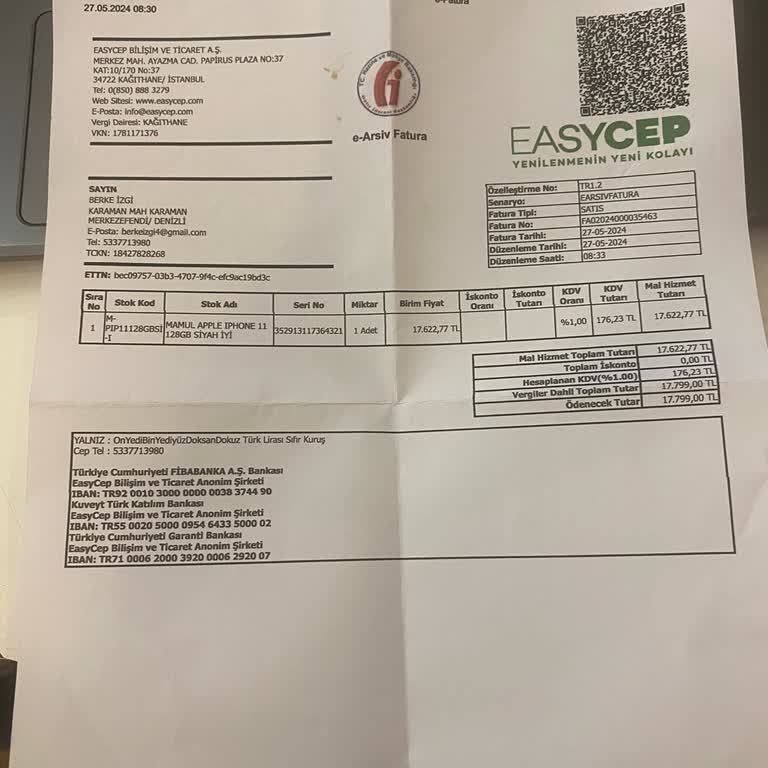 27.05.2024 08:30
e-Fatura
EASYCEP BİLİŞİM VE TİCARET A.Ş.
MERKEZ MAH. AYAZMA CAD. PAPİRUS PLAZA NO:37
KAT:10/170 No:37
34722 KAĞITHANE/ İSTANBUL
Tel: 0(850) 888 3279
Web Sitesi: www.easycep.com
E-Posta: info@easycep.com
Vergi Dairesi: KAĞITHANE
VKN: 1781171376
e-Arsiv Fatura
EASYCEP
YENİLENMENİN YENİ KOLAYI
SAYIN
BERKE İZGİ
KARAMAN MAH KARAMAN
MERKEZEFENDİ/ DENİZLİ
E-Posta: berkeizgi4@gmail.com
Tel: 5337713980
TCKN: 18427828268
Özelleştirme No: TR1.2
Senaryo: EARSIVFATURA
Fatura Tipi: SATIS
Fatura No: FA02024000035463
Fatura Tarihi: 27-05-2024
Düzenleme Tarihi: 27-05-2024
Düzenleme Saati: 08:33
ETTN: bec09757-03b3-4707-9f4c-efc9ac19bd3c
Sıra No Stok Kod Stok Adı Seri No Miktar Birim Fiyat İskonto Oranı İskonto Tutarı KDV Oranı KDV Tutarı Mal Hizmet Tutarı
1 M-PIP11128GBSİ-I MAMUL APPLE IPHONE 11 128GB SİYAH İYİ 352913117364321 1 Adet 17.622,77 TL %1,00 176,23 TL 17.622,77 TL
Mal Hizmet Toplam Tutarı 17.622,77 TL
Toplam İskonto 0,00 TL
Hesaplanan KDV(%1.00) 176,23 TL
Vergiler Dahil Toplam Tutar 17.799,00 TL
Ödenecek Tutar 17.799,00 TL
YALNIZ : OnYediBinYediyüzDoksanDokuz Türk Lirası Sıfır Kuruş
Cep Tel : 5337713980
Türkiye Cumhuriyeti FİBABANKA A.Ş. Bankası
EasyCep Bilişim ve Ticaret Anonim Şirketi
IBAN: TR92 0010 3000 0000 0038 3744 90
Kuveyt Türk Katılım Bankası
EasyCep Bilişim ve Ticaret Anonim Şirketi
IBAN: TR55 0020 5000 0954 6433 5000 02
Türkiye Cumhuriyeti Garanti Bankası
EasyCep Bilişim ve Ticaret Anonim Şirketi
IBAN: TR71 0006 2000 3920 0006 2920 07